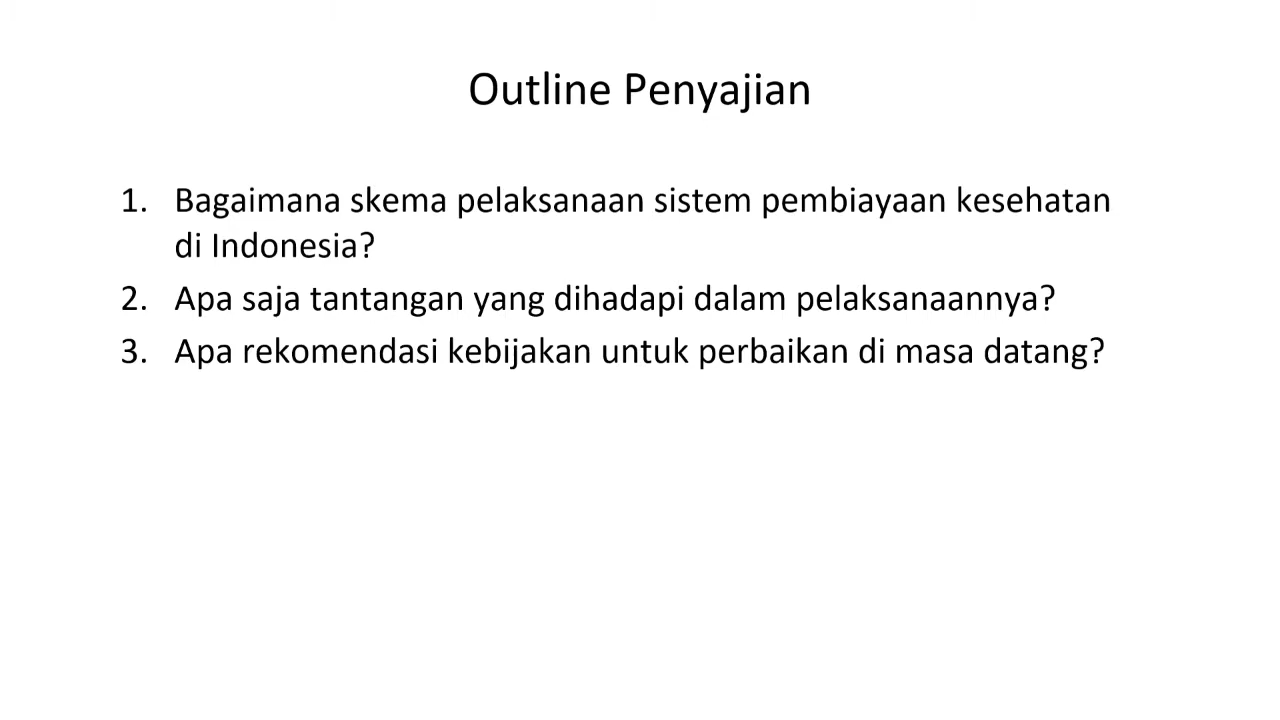 Outline Penyajian
1. Bagaimana skema pelaksanaan sistem pembiayaan kesehatan
di Indonesia?
2. Apa saja tantangan yang dihadapi dalam pelaksanaannya?
3. Apa rekomendasi kebijakan untuk perbaikan di masa datang?